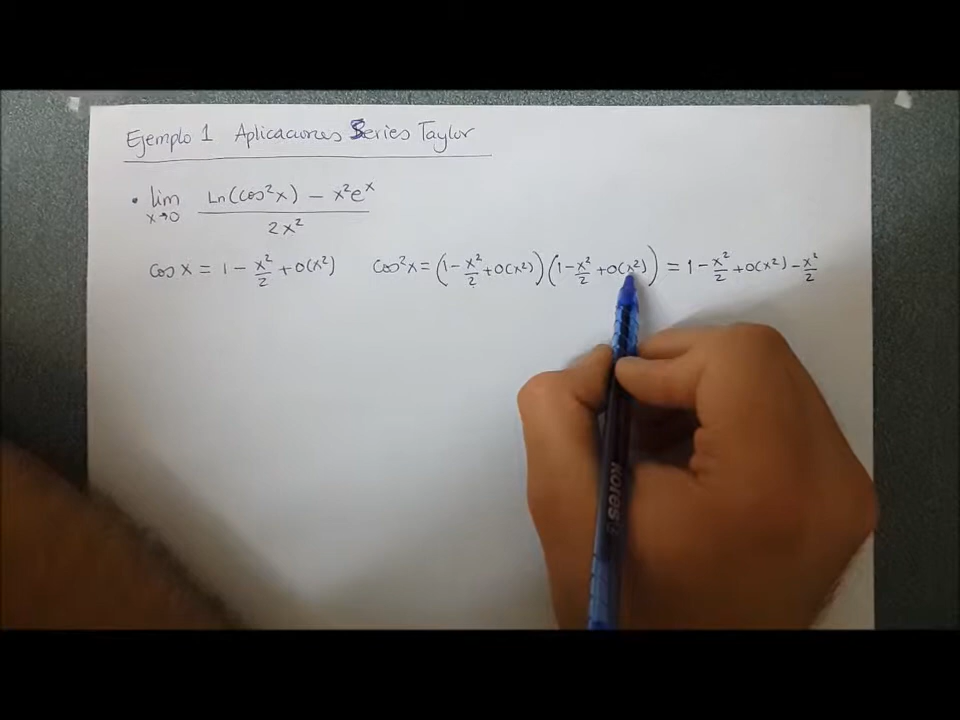 Ejemplo 1 Aplicaciones Series Taylor
• lim x→0 (Ln(cos²x) − x²eˣ) / 2x²
cos x = 1 − x²/2 + o(x²) cos²x = (1 − x²/2 + o(x²))(1 − x²/2 + o(x²)) = 1 − x²/2 + o(x²) − x²/2
Kores